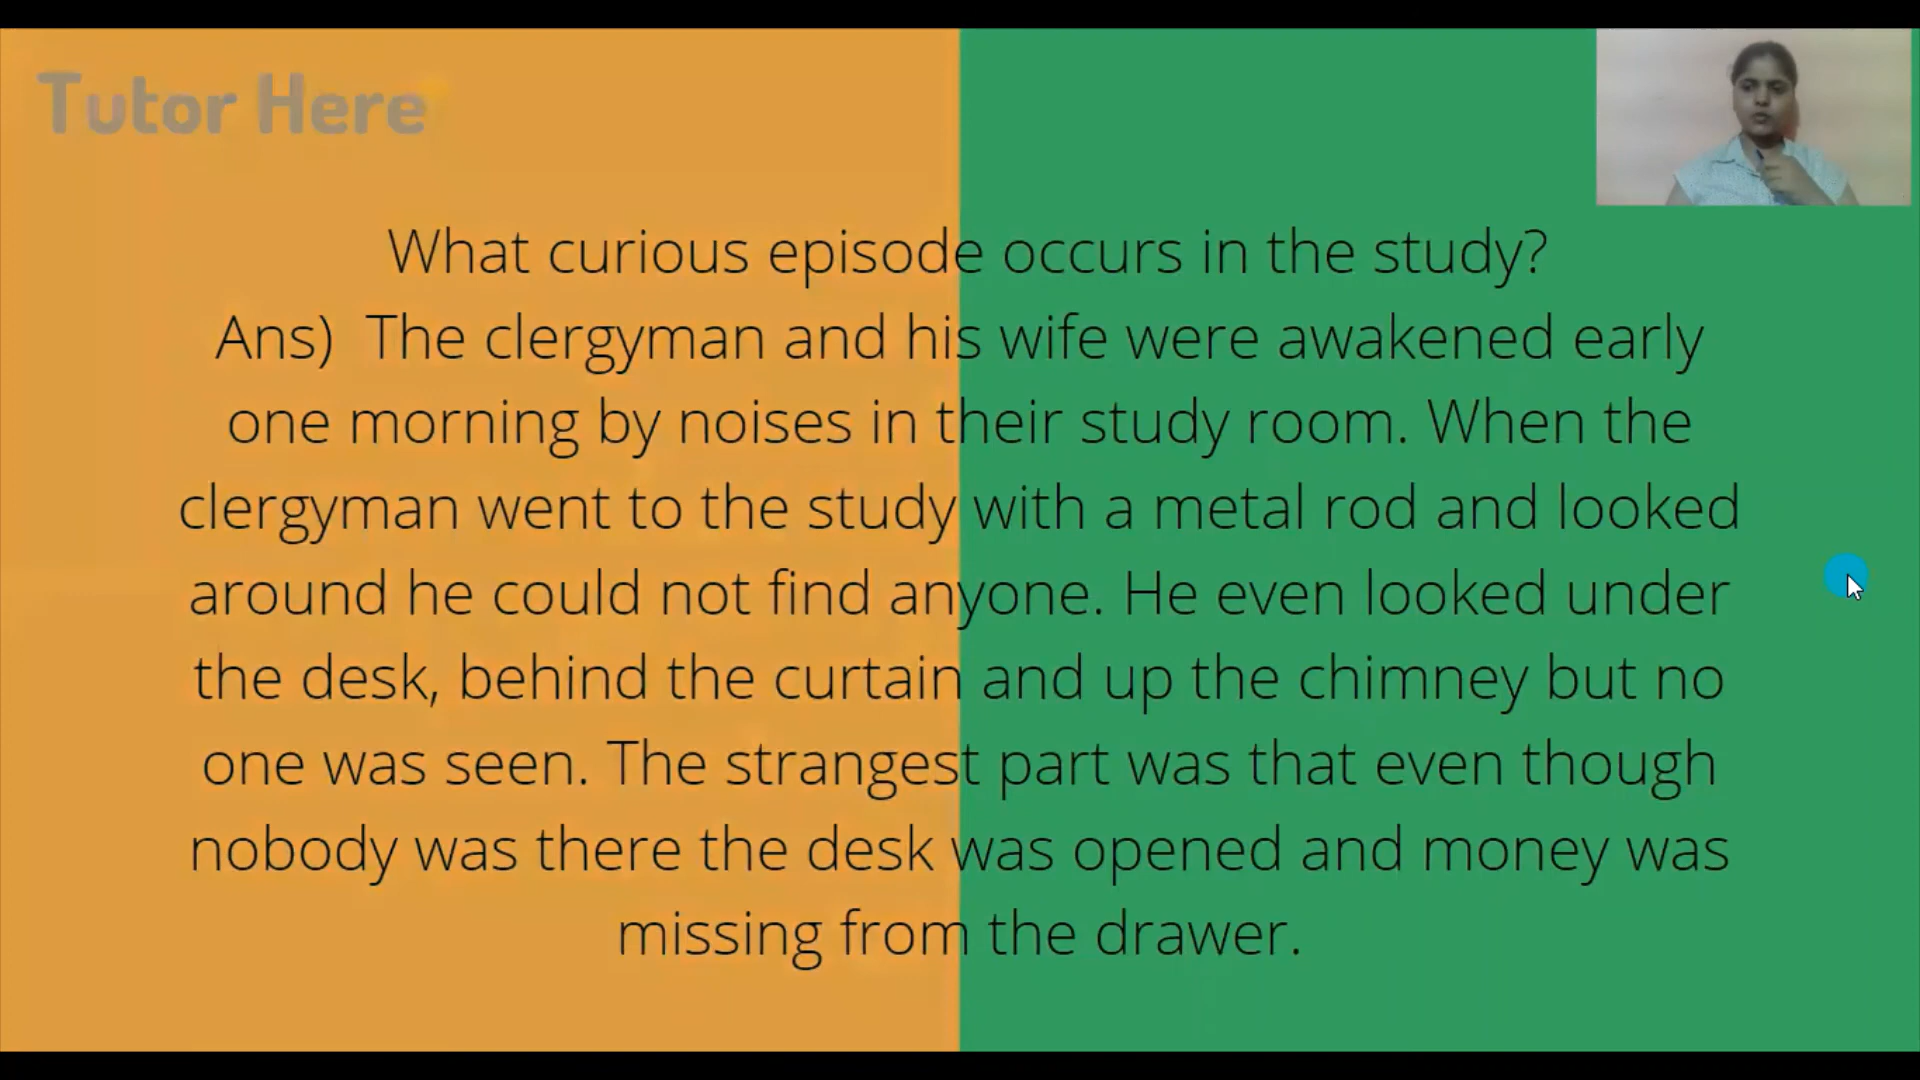 Tutor Here
What curious episode occurs in the study?
Ans) The clergyman and his wife were awakened early
one morning by noises in their study room. When the
clergyman went to the study with a metal rod and looked
around he could not find anyone. He even looked under
the desk, behind the curtain and up the chimney but no
one was seen. The strangest part was that even though
nobody was there the desk was opened and money was
missing from the drawer.